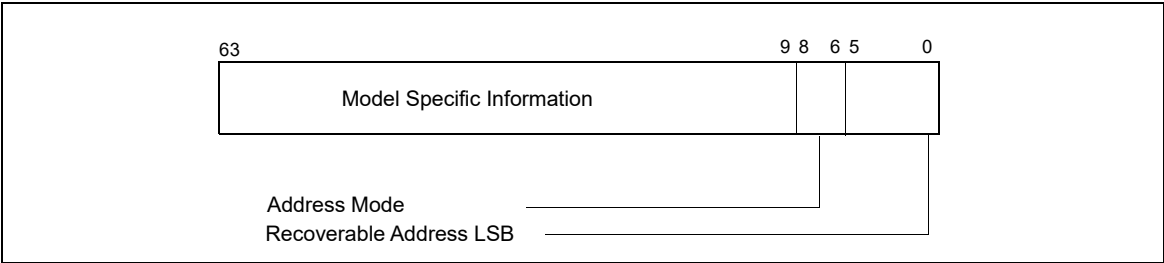 63 9 8 6 5 0
Model Specific Information
Address Mode
Recoverable Address LSB